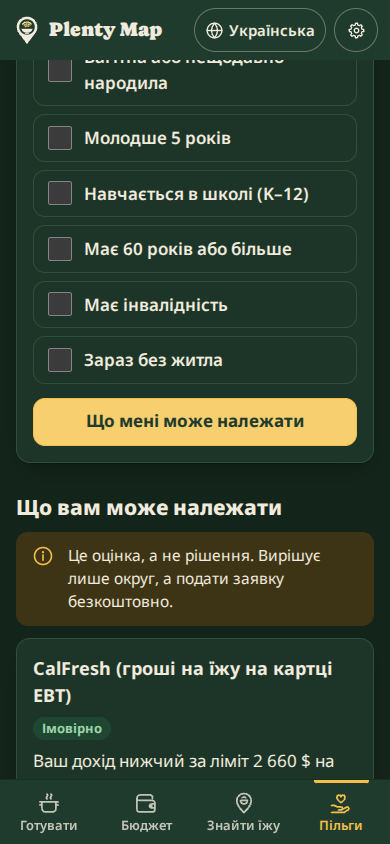 Plenty Map
Українська
Вагітна або нещодавно
народила
Молодше 5 років
Навчається в школі (K–12)
Має 60 років або більше
Має інвалідність
Зараз без житла
Що мені може належати
Що вам може належати
Це оцінка, а не рішення. Вирішує
лише округ, а подати заявку
безкоштовно.
CalFresh (гроші на їжу на картці
EBT)
Імовірно
Ваш дохід нижчий за ліміт 2 660 $ на
Готувати
Бюджет
Знайти їжу
Пільги